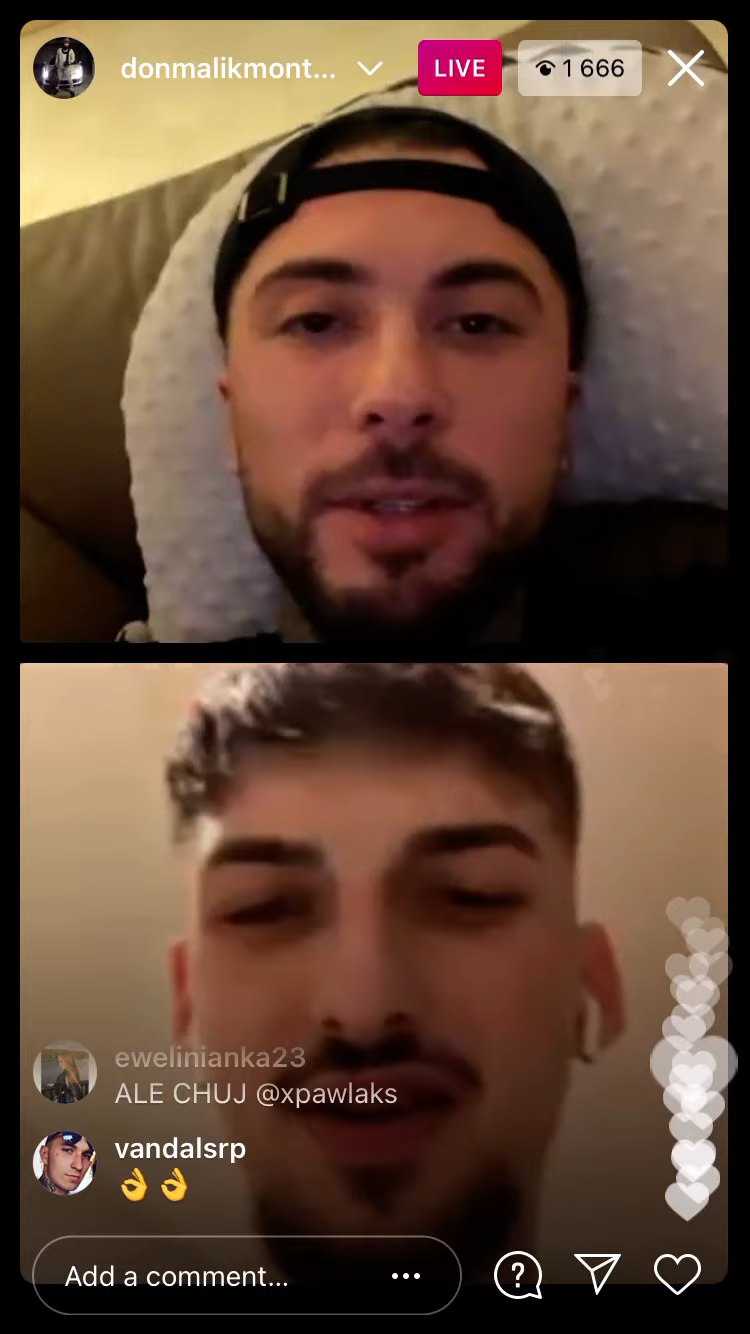 donmalikmont...
LIVE
1 666
ewelinianka23
ALE CHUJ @xpawlaks
vandalsrp
👌👌
Add a comment...